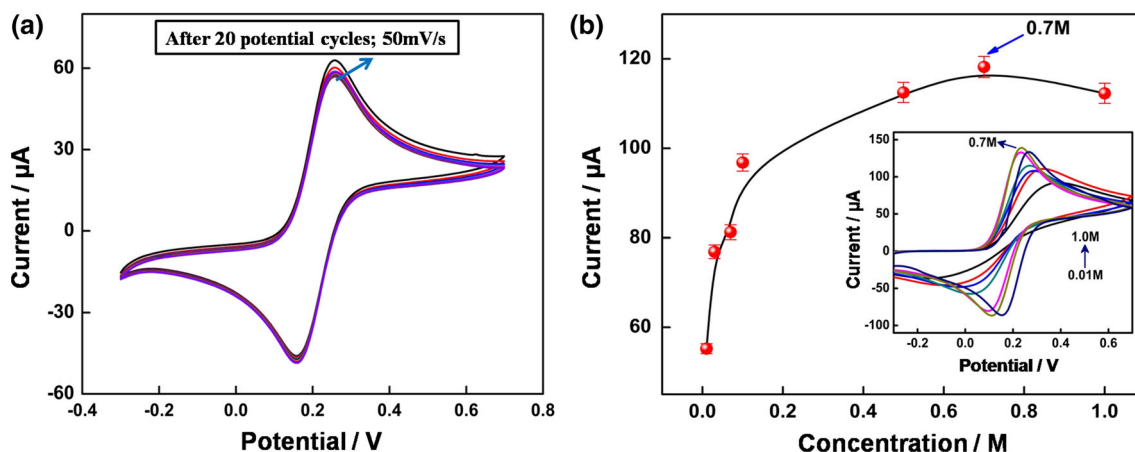 (a)
After 20 potential cycles; 50mV/s
60
30
0
-30
-60
Current / μA
-0.4 -0.2 0.0 0.2 0.4 0.6 0.8
Potential / V
(b)
0.7M
120
100
80
60
Current / μA
0.0 0.2 0.4 0.6 0.8 1.0
Concentration / M
150
100
50
0
-50
-100
Current / μA
0.7M
1.0M
0.01M
-0.2 0.0 0.2 0.4 0.6
Potential / V